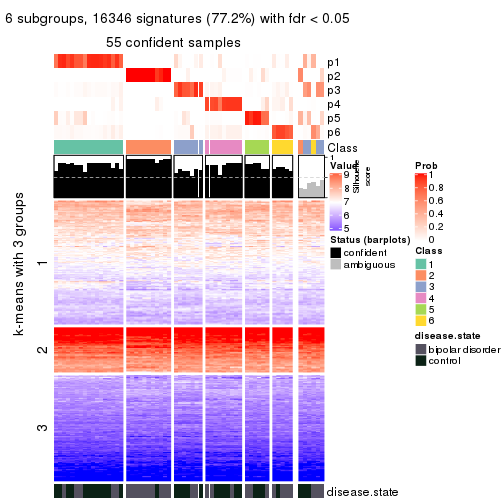 6 subgroups, 16346 signatures (77.2%) with fdr < 0.05
55 confident samples
p1
p2
p3
p4
p5
p6
Class
1
Silhouette
score
k-means with 3 groups
1
2
3
disease.state
Value
9
8
7
6
5
Status (barplots)
confident
ambiguous
Prob
1
0.8
0.6
0.4
0.2
0
Class
1
2
3
4
5
6
disease.state
bipolar disorder
control